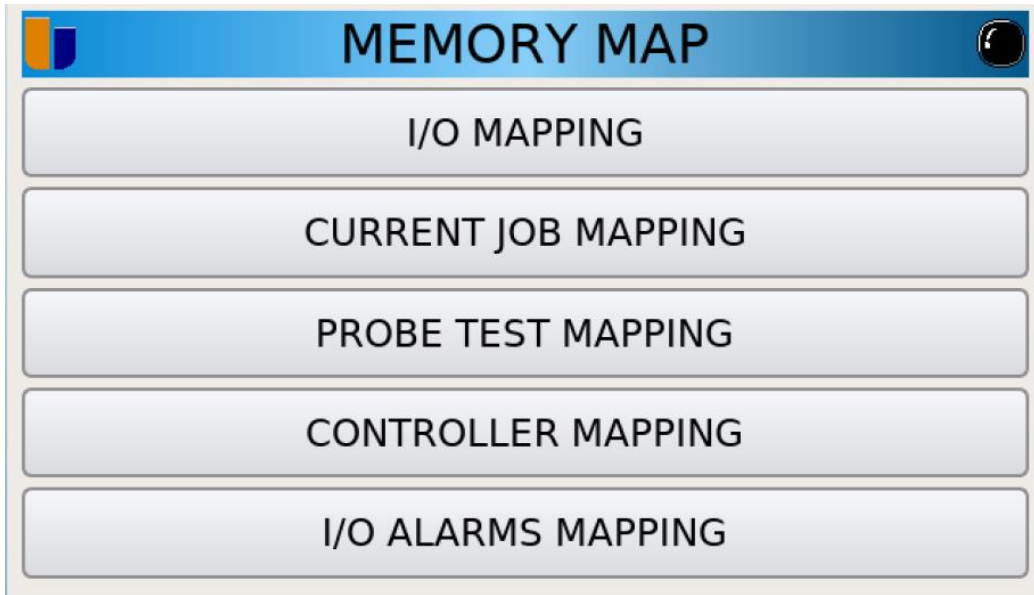 MEMORY MAP
I/O MAPPING
CURRENT JOB MAPPING
PROBE TEST MAPPING
CONTROLLER MAPPING
I/O ALARMS MAPPING